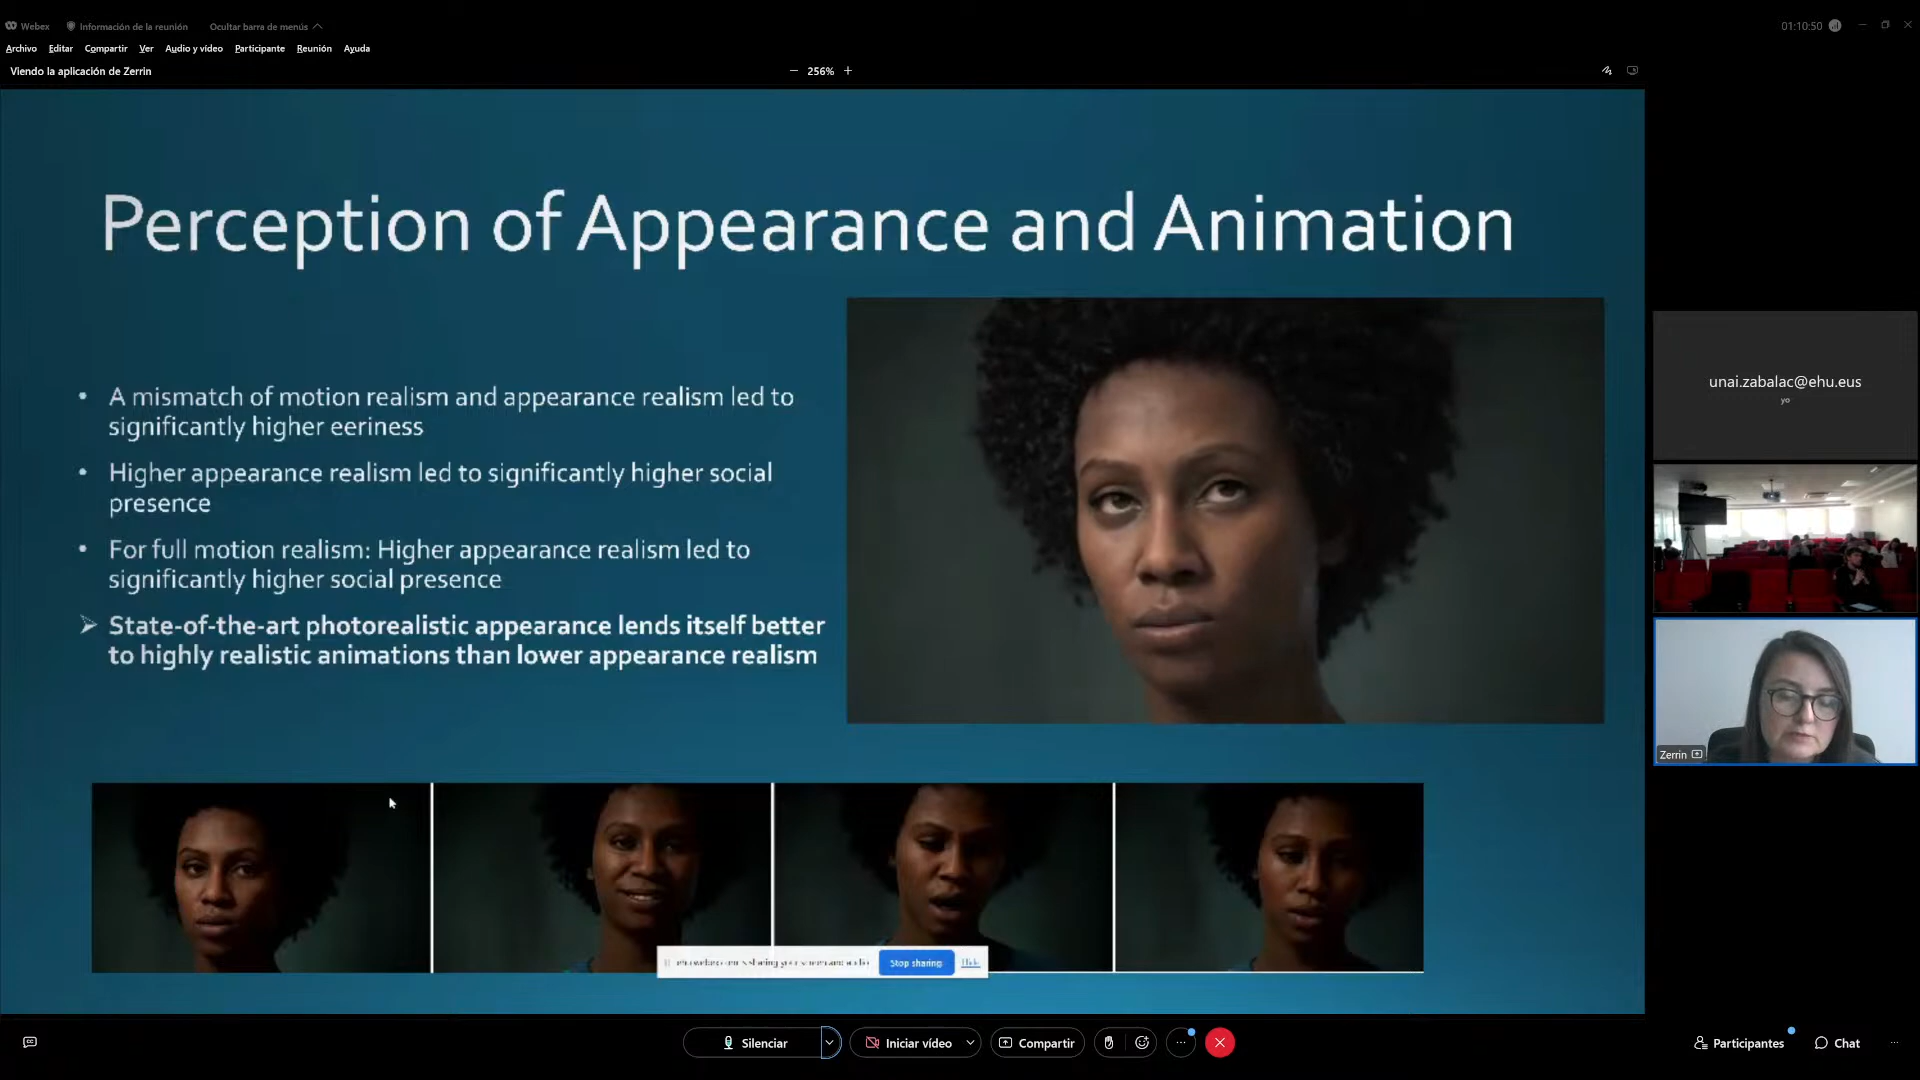 Webex
Información de la reunión
Ocultar barra de menús
01:10:50
Archivo Editar Compartir Ver Audio y vídeo Participante Reunión Ayuda
Viendo la aplicación de Zerrin
256%
Perception of Appearance and Animation
• A mismatch of motion realism and appearance realism led to
significantly higher eeriness
• Higher appearance realism led to significantly higher social
presence
• For full motion realism: Higher appearance realism led to
significantly higher social presence
➢ State-of-the-art photorealistic appearance lends itself better
to highly realistic animations than lower appearance realism
unai.zabalac@ehu.eus
yo
Zerrin
sharing your screen and audio
Stop sharing
Hide
Silenciar
Iniciar vídeo
Compartir
Participantes
Chat